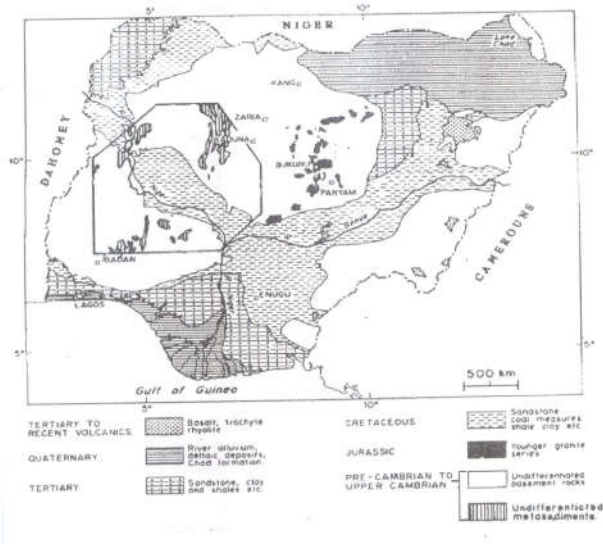 5° 10°
NIGER
Lake
Chad
KANO
ZARIA
10°
10°
DAHOMEY
BUKURU
PANYAM
Benue
CAMEROUNS
IBADAN
ENUGU
LAGOS
5°
5°
500 km
Gulf of Guinea
5° 10°
TERTIARY TO
RECENT VOLCANICS
Basalt, trachyte
rhyolite
QUATERNARY
River alluvium,
deltaic deposits,
Chad formation.
TERTIARY
Sandstone, clay
and shales etc.
CRETACEOUS
Sandstone
coal measures
shale clay etc
JURASSIC
Younger granite
series
PRE-CAMBRIAN TO
UPPER CAMBRIAN
Undifferentiated
basement rocks
Undifferentiated
metasediments.